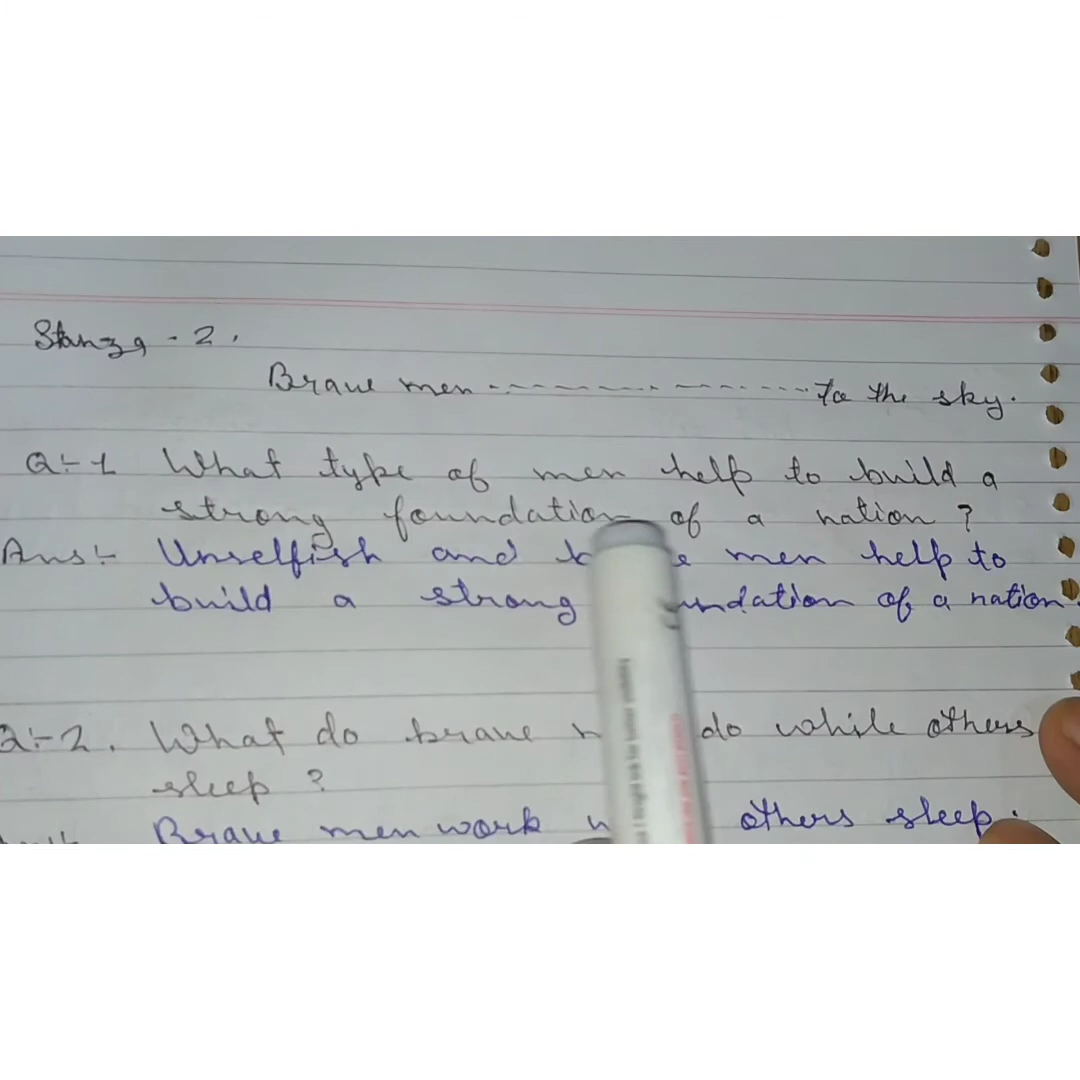 Stanza - 2.
Brave men ---------- to the sky.
Q:-1 What type of men help to build a
strong foundation of a nation ?
Ans:- Unselfish and men help to
build a strong of a nation.
Q:-2. What do brave do while others
sleep ?
Brave men work others sleep.